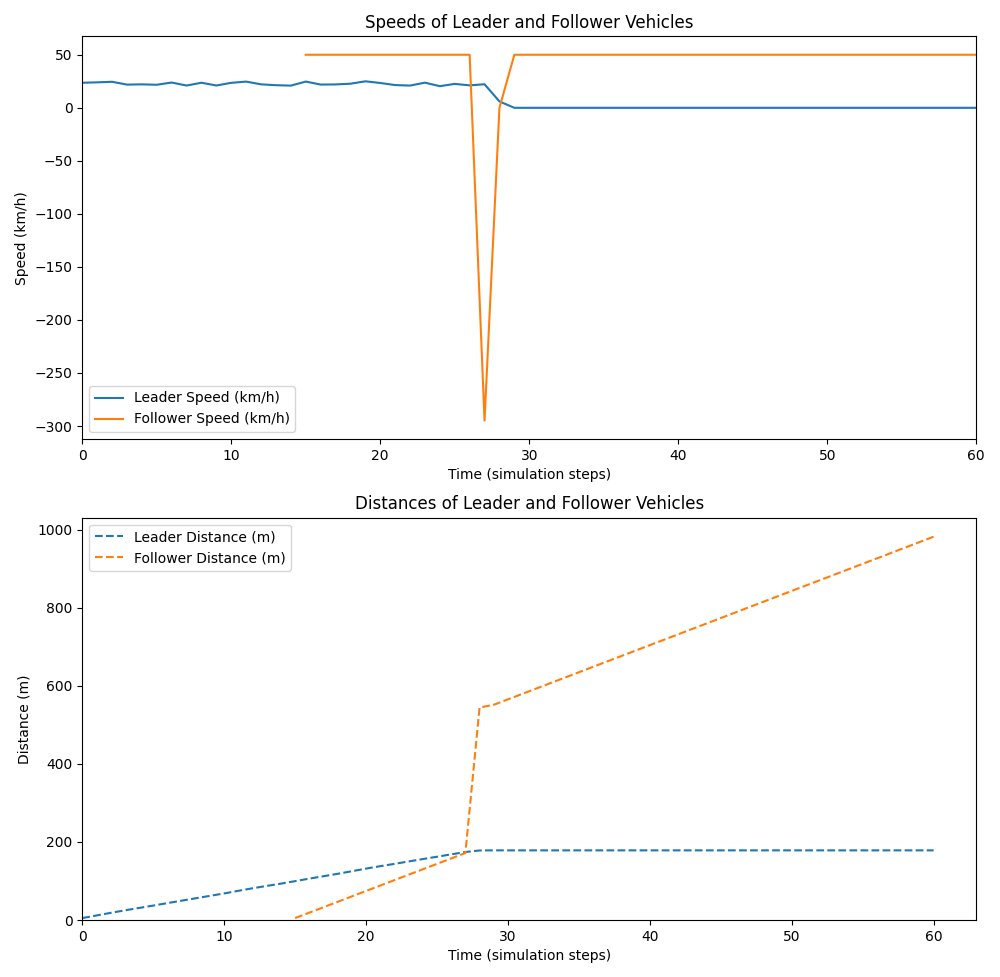 Speeds of Leader and Follower Vehicles
50
0
−50
−100
−150
−200
−250
−300
Speed (km/h)
Leader Speed (km/h)
Follower Speed (km/h)
0 10 20 30 40 50 60
Time (simulation steps)
Distances of Leader and Follower Vehicles
1000
800
600
400
200
0
Distance (m)
Leader Distance (m)
Follower Distance (m)
0 10 20 30 40 50 60
Time (simulation steps)